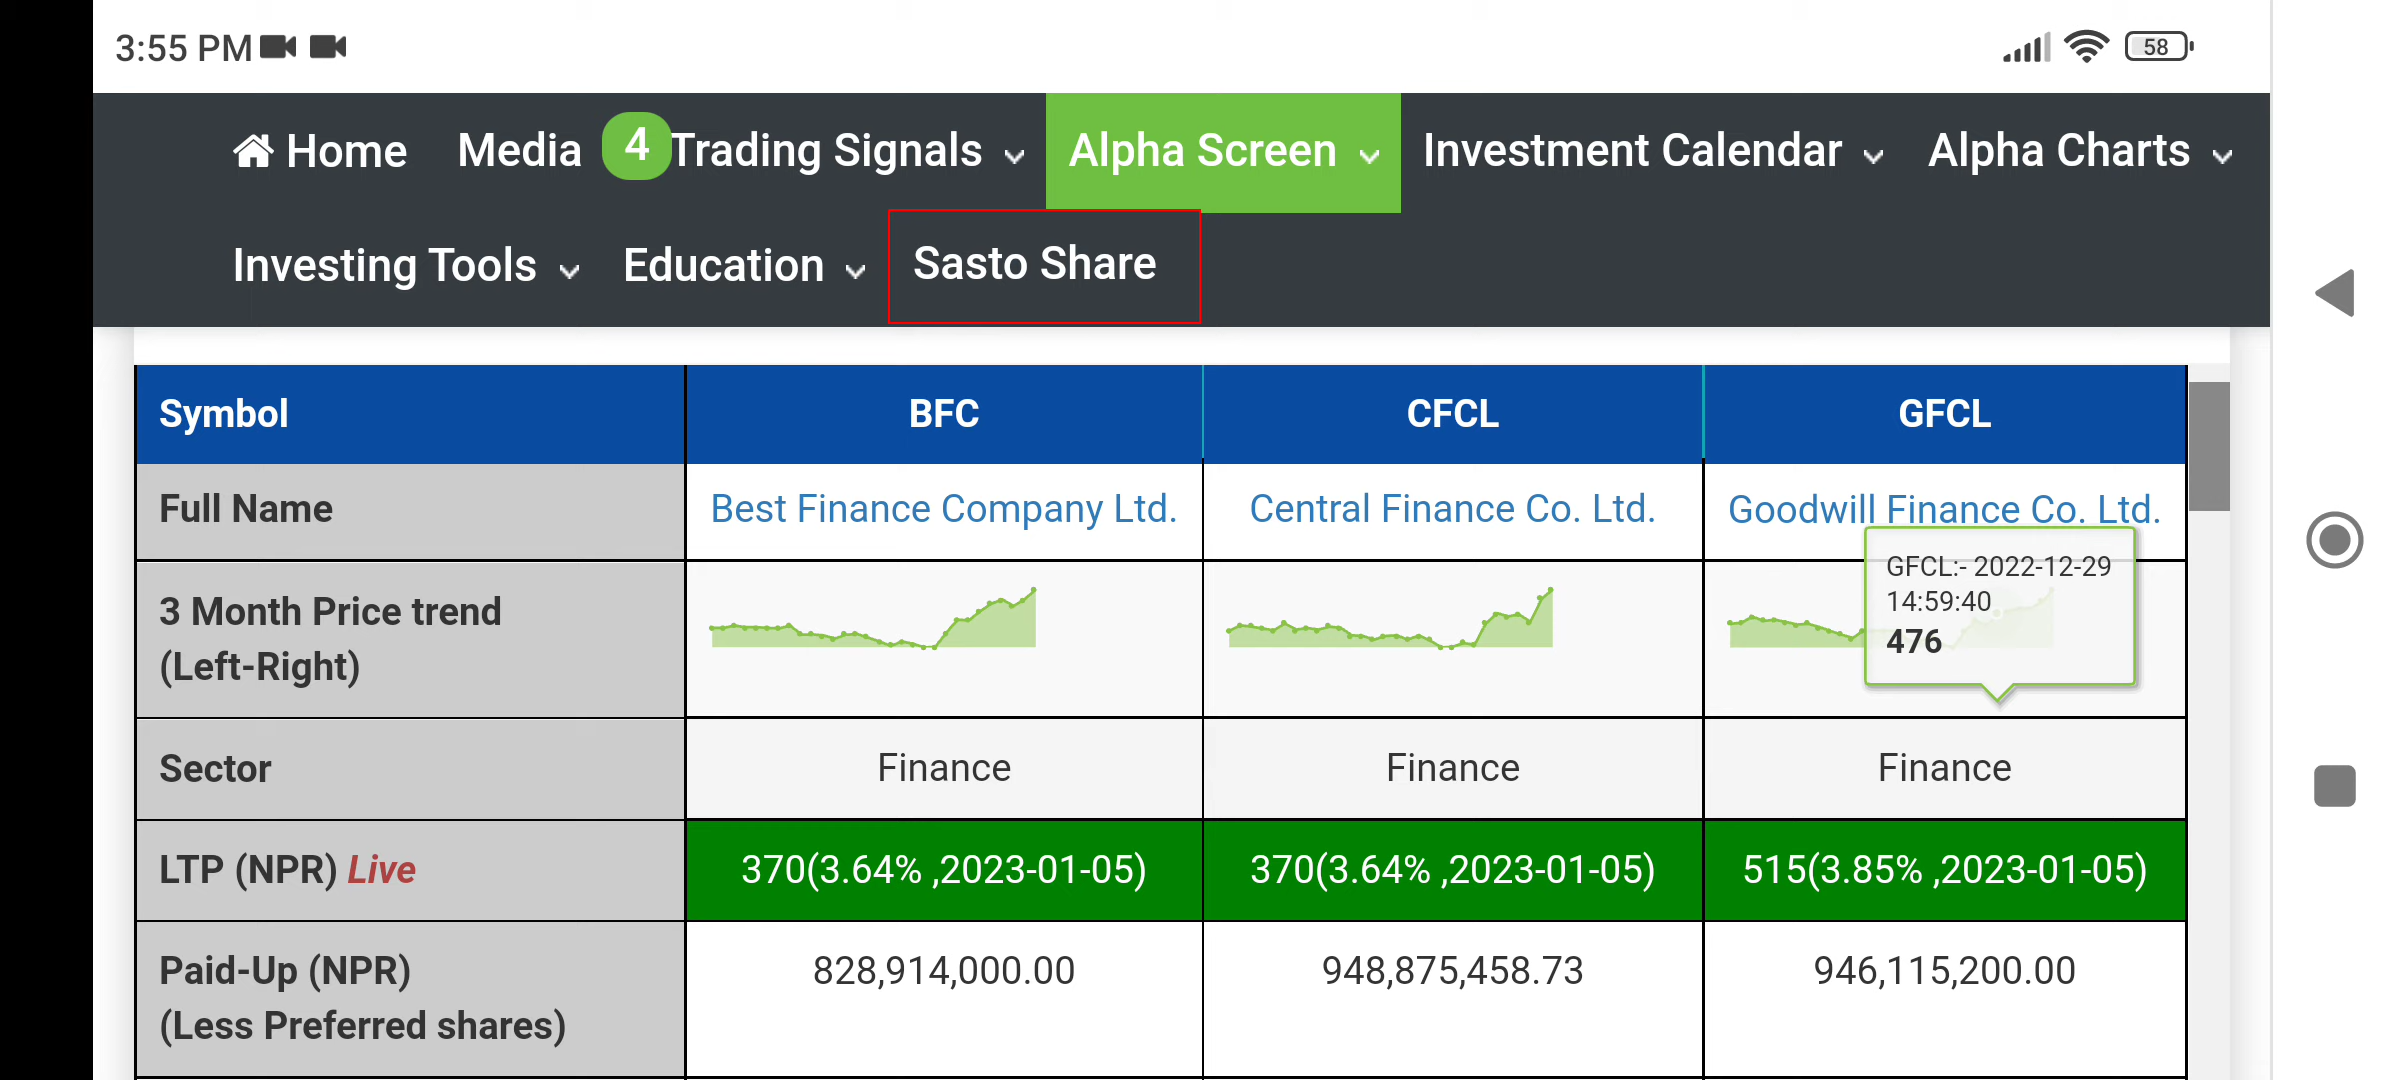 3:55 PM
58
Home Media 4 Trading Signals Alpha Screen Investment Calendar Alpha Charts
Investing Tools Education Sasto Share
Symbol BFC CFCL GFCL
Full Name Best Finance Company Ltd. Central Finance Co. Ltd. Goodwill Finance Co. Ltd.
3 Month Price trend
(Left-Right)
GFCL:- 2022-12-29
14:59:40
476
Sector Finance Finance Finance
LTP (NPR) Live 370(3.64% ,2023-01-05) 370(3.64% ,2023-01-05) 515(3.85% ,2023-01-05)
Paid-Up (NPR) 828,914,000.00 948,875,458.73 946,115,200.00
(Less Preferred shares)